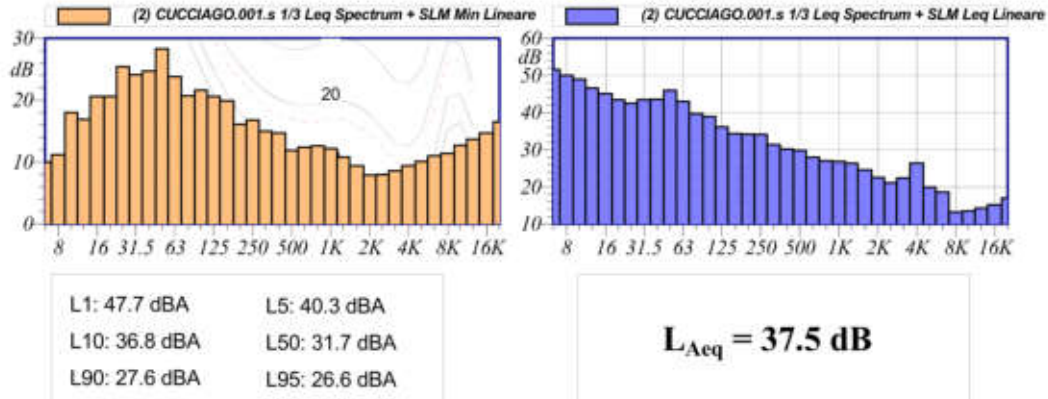 (2) CUCCIAGO.001.s 1/3 Leq Spectrum + SLM Min Lineare
30
dB
20
10
0
20
8 16 31.5 63 125 250 500 1K 2K 4K 8K 16K
(2) CUCCIAGO.001.s 1/3 Leq Spectrum + SLM Leq Lineare
60
dB
50
40
30
20
10
8 16 31.5 63 125 250 500 1K 2K 4K 8K 16K
L1: 47.7 dBA L5: 40.3 dBA
L10: 36.8 dBA L50: 31.7 dBA
L90: 27.6 dBA L95: 26.6 dBA
LAeq = 37.5 dB